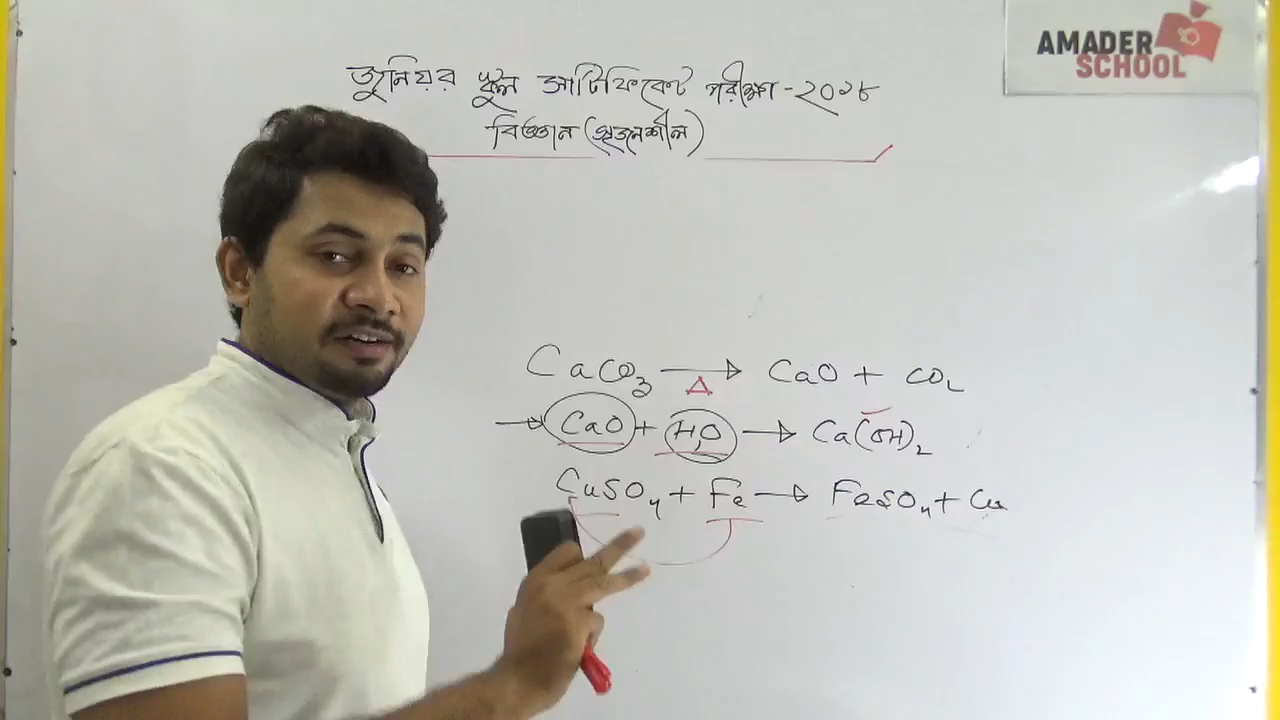 জুনিয়র স্কুল সার্টিফিকেট পরীক্ষা - ২০১৮
বিজ্ঞান (সৃজনশীল)
AMADER
SCHOOL
CaCO₃ —Δ→ CaO + CO₂
→ CaO + H₂O → Ca(OH)₂
CuSO₄ + Fe → FeSO₄ + Cu